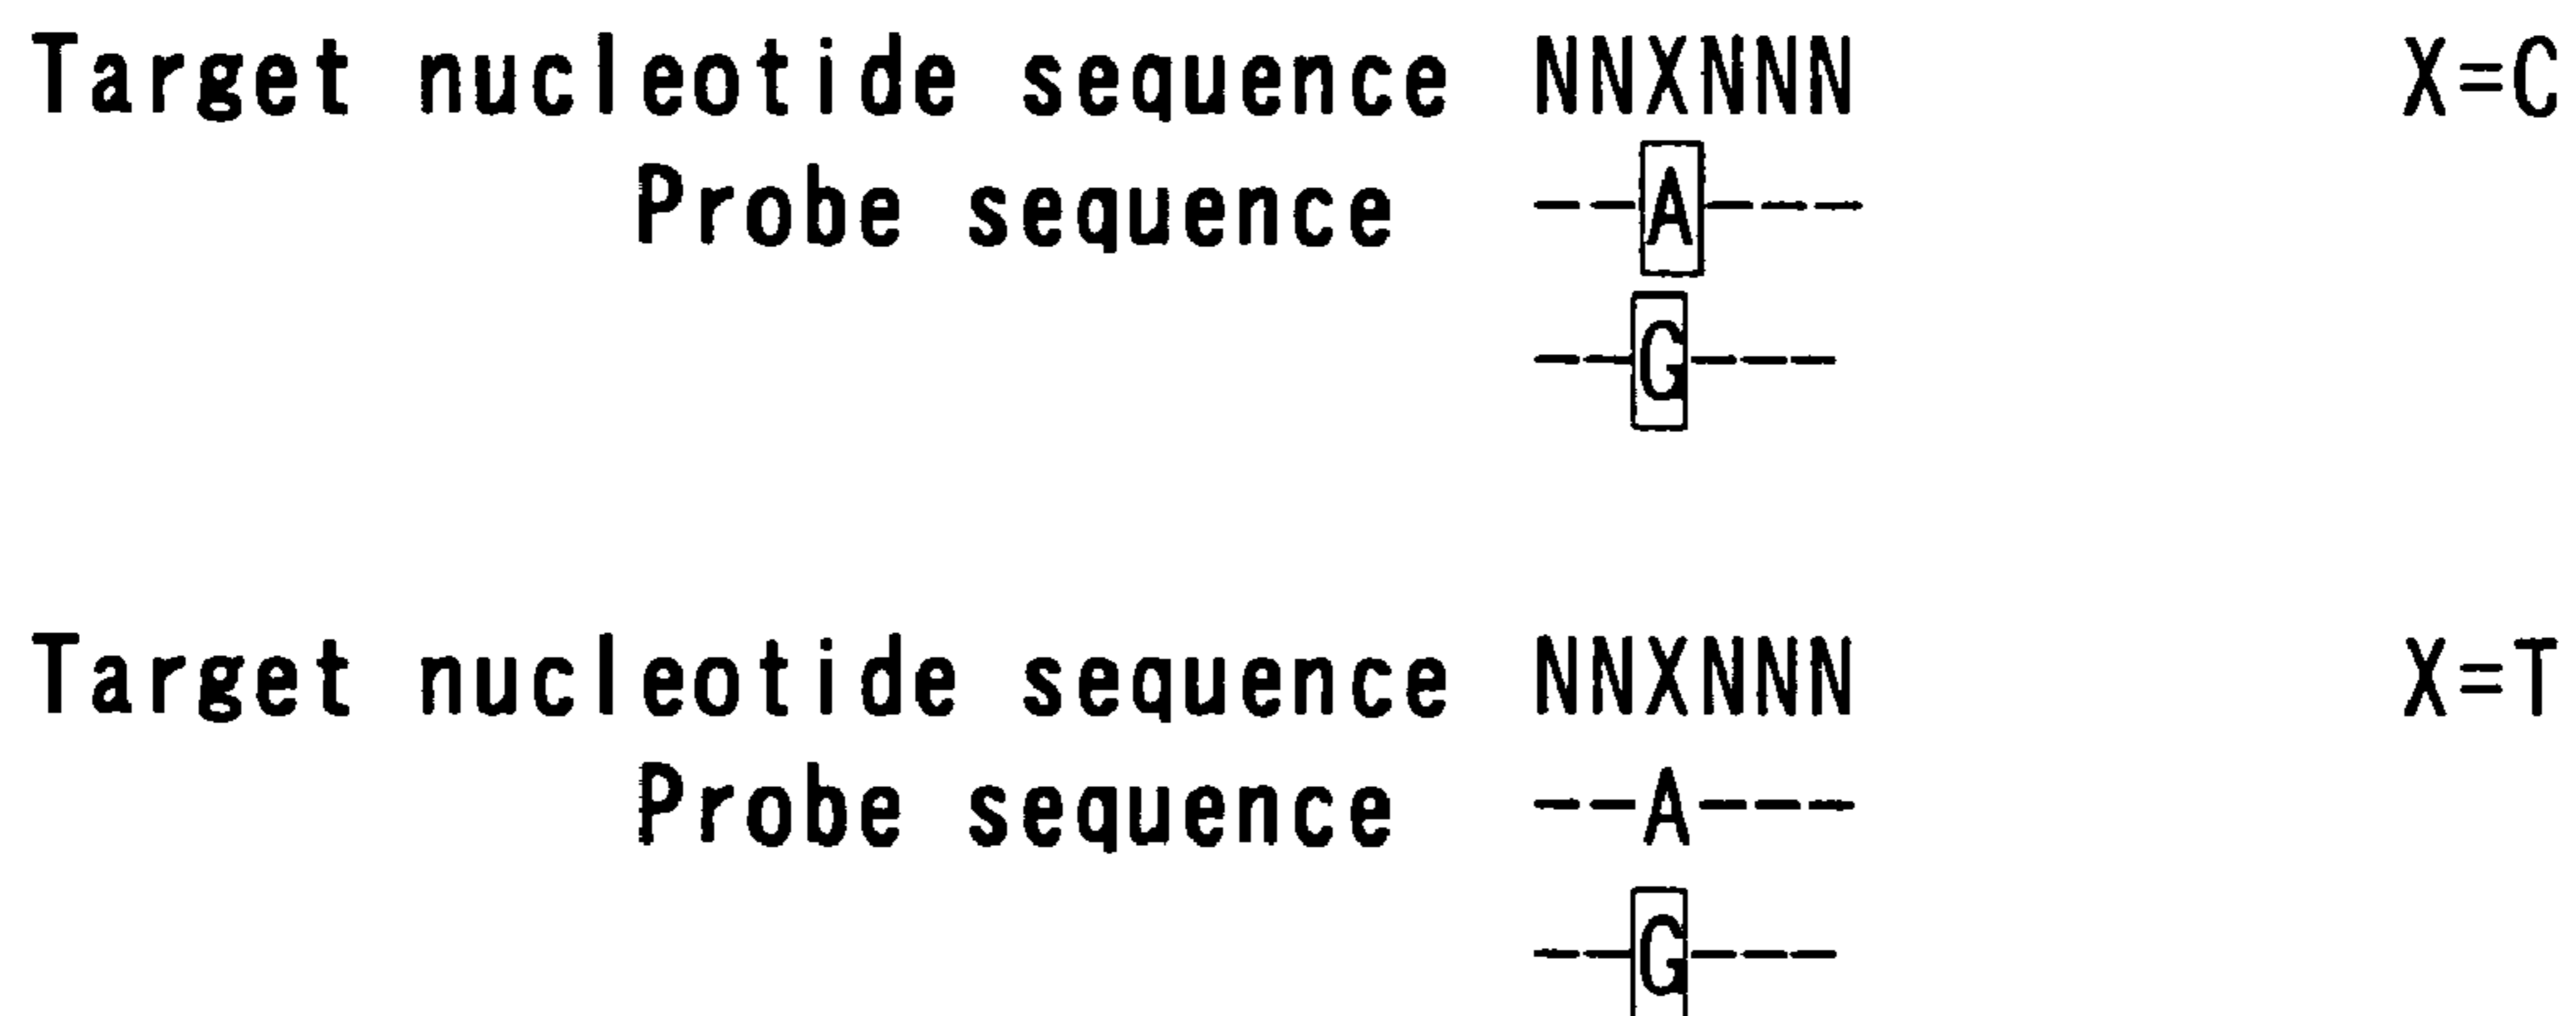 Target nucleotide sequence NNXNNN X=C
Probe sequence --A---
--G---
Target nucleotide sequence NNXNNN X=T
Probe sequence --A---
--G---